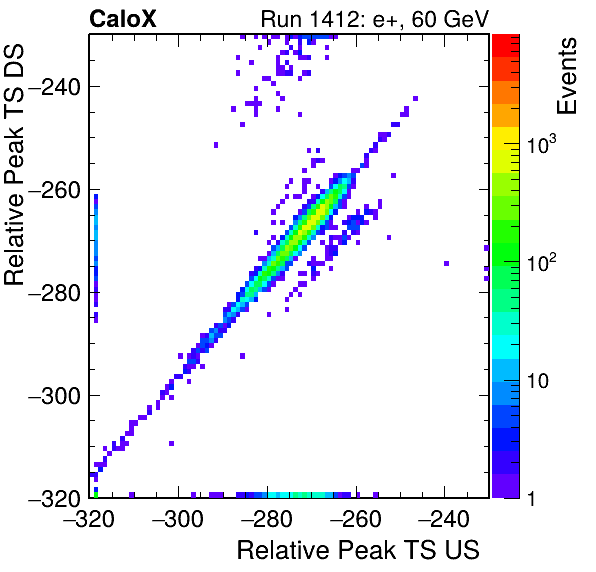 CaloX Run 1412: e+, 60 GeV
Relative Peak TS DS
−240
−260
−280
−300
−320
−320 −300 −280 −260 −240
Relative Peak TS US
Events
10³
10²
10
1